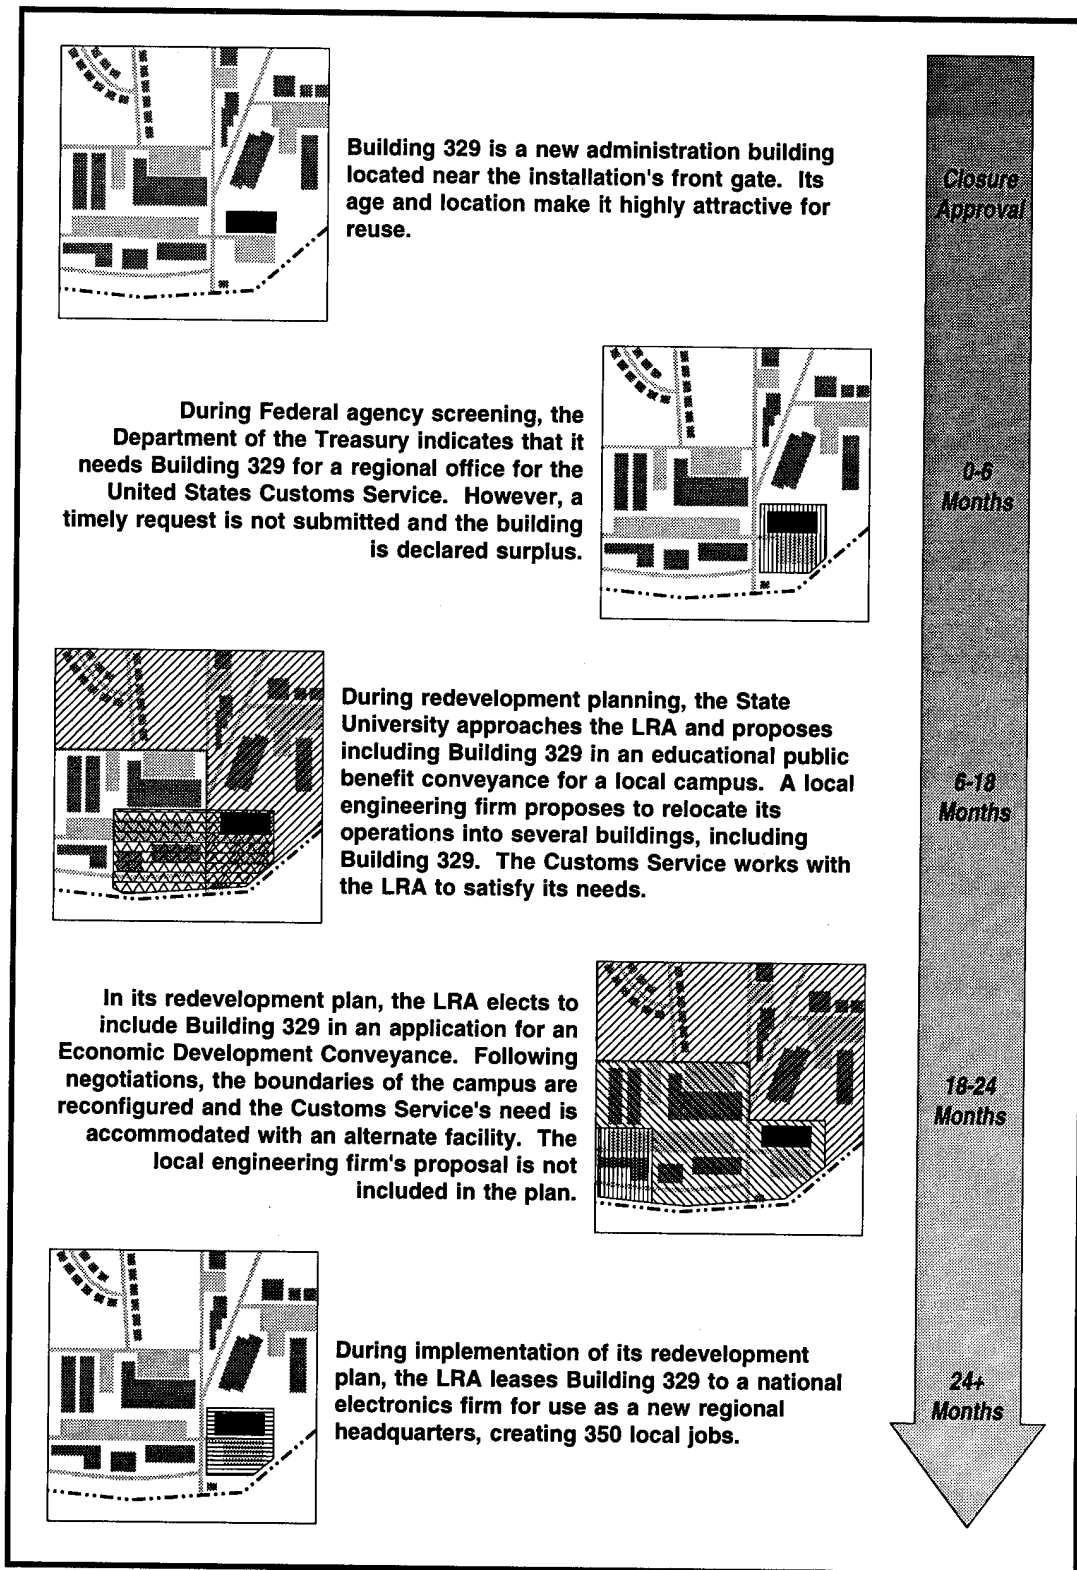 Building 329 is a new administration building
located near the installation's front gate. Its
age and location make it highly attractive for
reuse.
Closure
Approval
During Federal agency screening, the
Department of the Treasury indicates that it
needs Building 329 for a regional office for the
United States Customs Service. However, a
timely request is not submitted and the building
is declared surplus.
0-6
Months
During redevelopment planning, the State
University approaches the LRA and proposes
including Building 329 in an educational public
benefit conveyance for a local campus. A local
engineering firm proposes to relocate its
operations into several buildings, including
Building 329. The Customs Service works with
the LRA to satisfy its needs.
6-18
Months
In its redevelopment plan, the LRA elects to
include Building 329 in an application for an
Economic Development Conveyance. Following
negotiations, the boundaries of the campus are
reconfigured and the Customs Service's need is
accommodated with an alternate facility. The
local engineering firm's proposal is not
included in the plan.
18-24
Months
During implementation of its redevelopment
plan, the LRA leases Building 329 to a national
electronics firm for use as a new regional
headquarters, creating 350 local jobs.
24+
Months